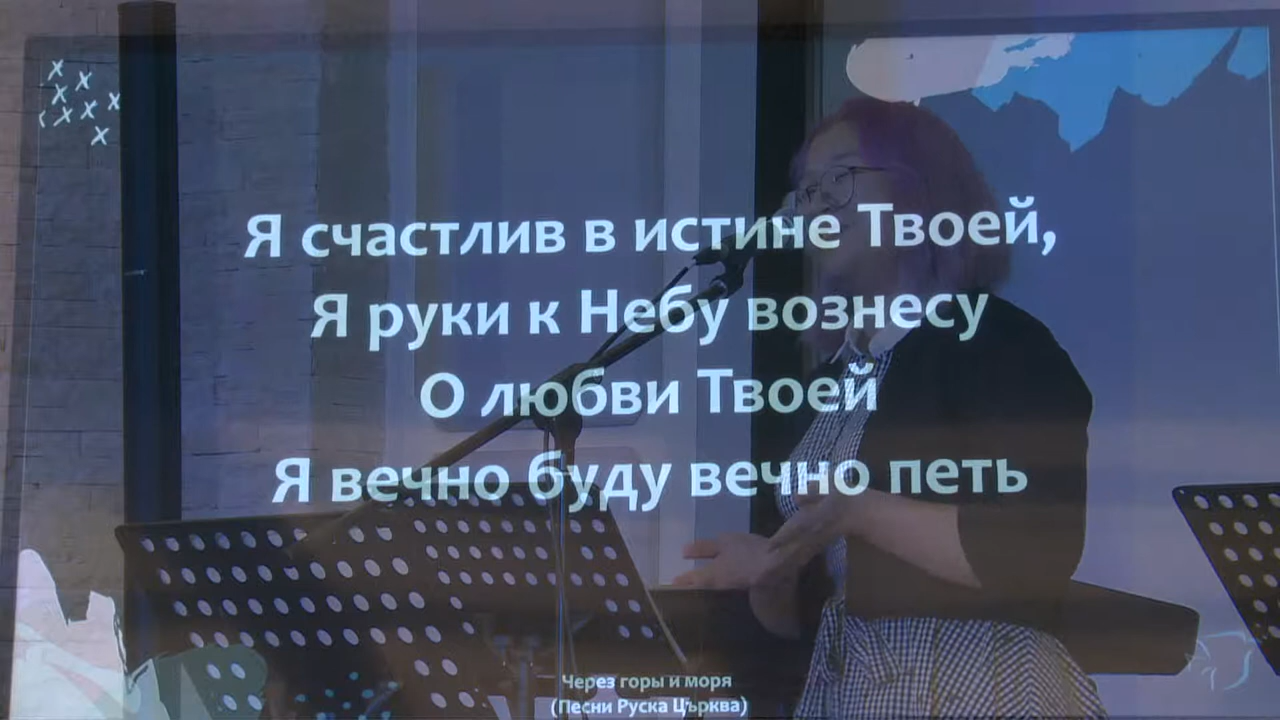 Я счастлив в истине Твоей,
Я руки к Небу вознесу
О любви Твоей
Я вечно буду вечно петь
Через горы и моря
(Песни Руска Църква)